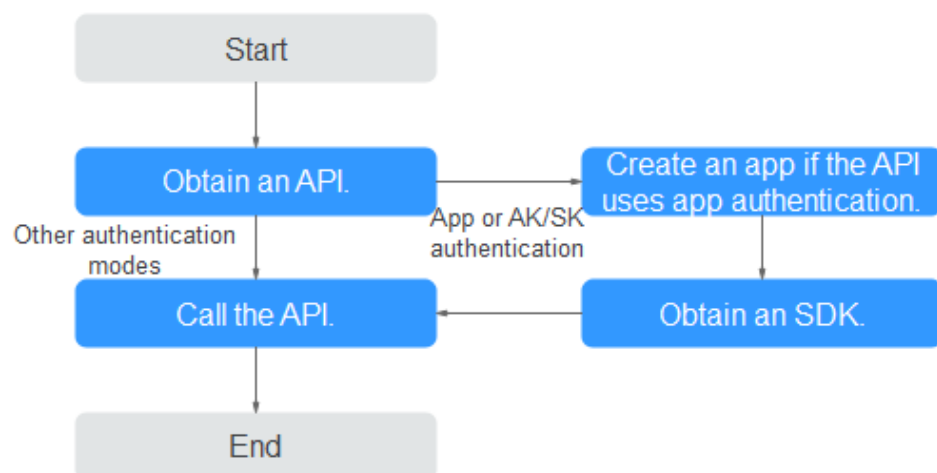 Start
Obtain an API.
Create an app if the API
uses app authentication.
Other authentication
modes
App or AK/SK
authentication
Call the API.
Obtain an SDK.
End